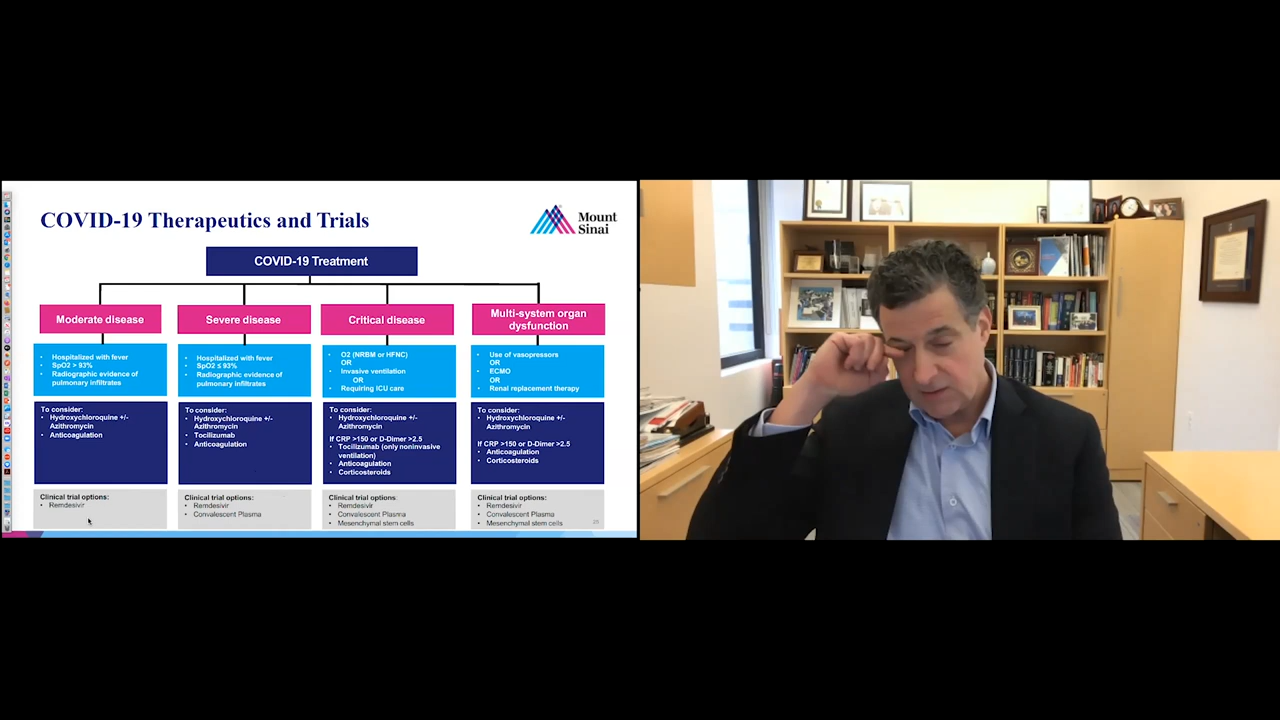 COVID-19 Therapeutics and Trials
Mount
Sinai
COVID-19 Treatment
Moderate disease
Severe disease
Critical disease
Multi-system organ
dysfunction
• Hospitalized with fever
• SpO2 > 93%
• Radiographic evidence of
pulmonary infiltrates
• Hospitalized with fever
• SpO2 ≤ 93%
• Radiographic evidence of
pulmonary infiltrates
• O2 (NRBM or HFNC)
OR
• Invasive ventilation
OR
• Requiring ICU care
• Use of vasopressors
OR
• ECMO
OR
• Renal replacement therapy
To consider:
• Hydroxychloroquine +/-
Azithromycin
• Anticoagulation
To consider:
• Hydroxychloroquine +/-
Azithromycin
• Tocilizumab
• Anticoagulation
To consider:
• Hydroxychloroquine +/-
Azithromycin
If CRP >150 or D-Dimer >2.5
• Tocilizumab (only noninvasive
ventilation)
• Anticoagulation
• Corticosteroids
To consider:
• Hydroxychloroquine +/-
Azithromycin
If CRP >150 or D-Dimer >2.5
• Anticoagulation
• Corticosteroids
Clinical trial options:
• Remdesivir
Clinical trial options:
• Remdesivir
• Convalescent Plasma
Clinical trial options:
• Remdesivir
• Convalescent Plasma
• Mesenchymal stem cells
Clinical trial options:
• Remdesivir
• Convalescent Plasma
• Mesenchymal stem cells
25